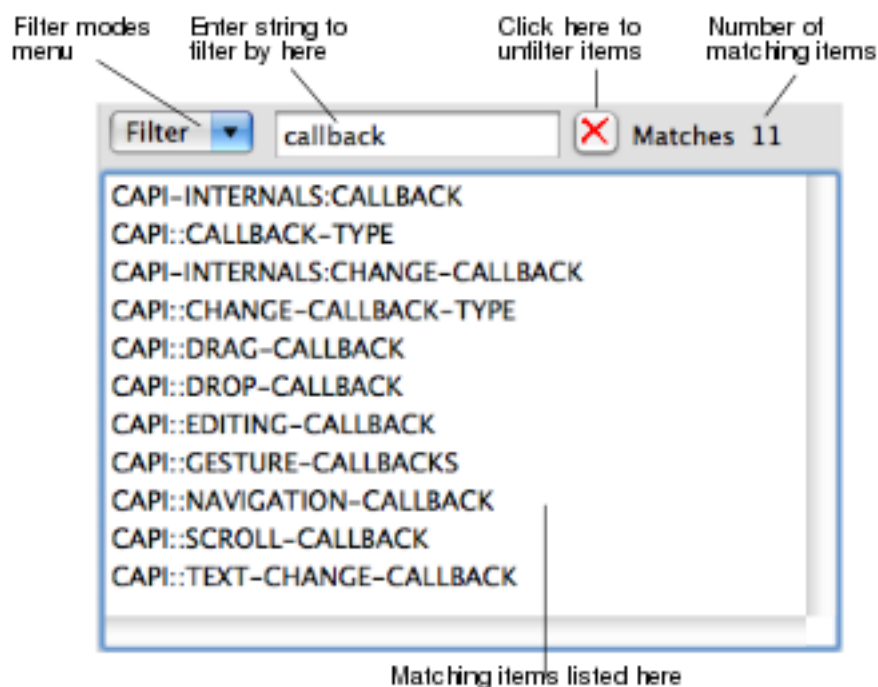 Filter modes menu
Enter string to filter by here
Click here to unfilter items
Number of matching items
Filter
callback
Matches 11
CAPI-INTERNALS:CALLBACK
CAPI::CALLBACK-TYPE
CAPI-INTERNALS:CHANGE-CALLBACK
CAPI::CHANGE-CALLBACK-TYPE
CAPI::DRAG-CALLBACK
CAPI::DROP-CALLBACK
CAPI::EDITING-CALLBACK
CAPI::GESTURE-CALLBACKS
CAPI::NAVIGATION-CALLBACK
CAPI::SCROLL-CALLBACK
CAPI::TEXT-CHANGE-CALLBACK
Matching items listed here